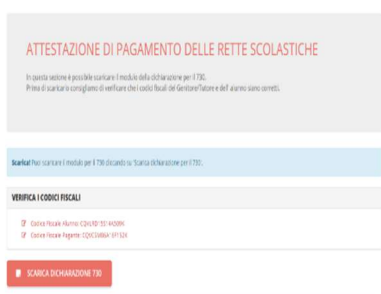 ATTESTAZIONE DI PAGAMENTO DELLE RETTE SCOLASTICHE
In questa sezione è possibile scaricare il modulo della dichiarazione per il 730.
Prima di scaricarlo consigliamo di verificare che i codici fiscali del Genitore/Tutore e dell' alunno siano corretti.
Scarica! Puoi scaricare il modulo per il 730 cliccando su 'Scarica dichiarazione per il 730'.
VERIFICA I CODICI FISCALI
Codice Fiscale Alunno:
Codice Fiscale Pagante:
SCARICA DICHIARAZIONE 730